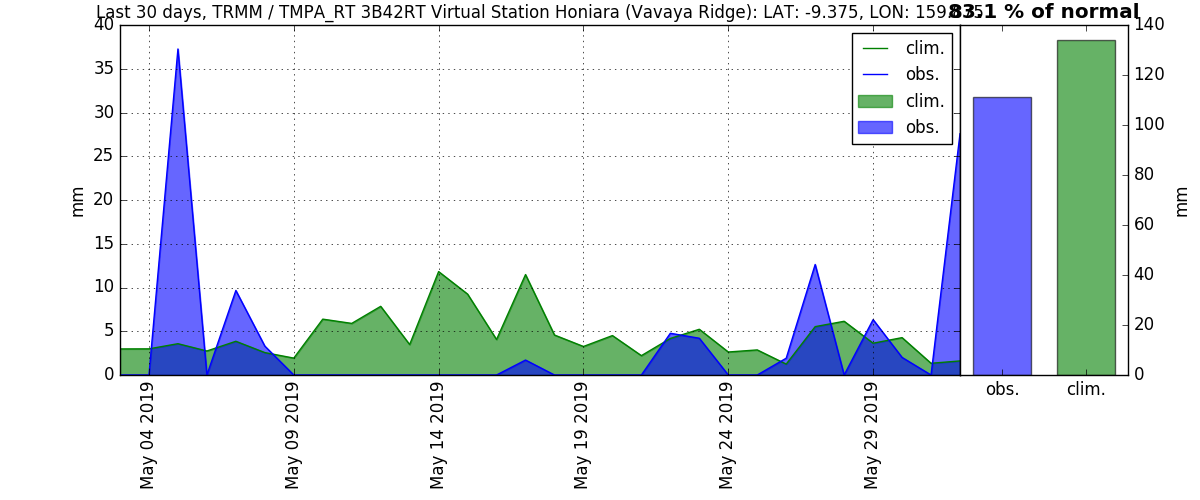 Last 30 days, TRMM / TMPA_RT 3B42RT Virtual Station Honiara (Vavaya Ridge): LAT: -9.375, LON: 159
83.1 % of normal
40
35
30
25
20
15
10
5
0
mm
clim.
obs.
clim.
obs.
140
120
100
80
60
40
20
0
mm
May 04 2019
May 09 2019
May 14 2019
May 19 2019
May 24 2019
May 29 2019
obs.
clim.